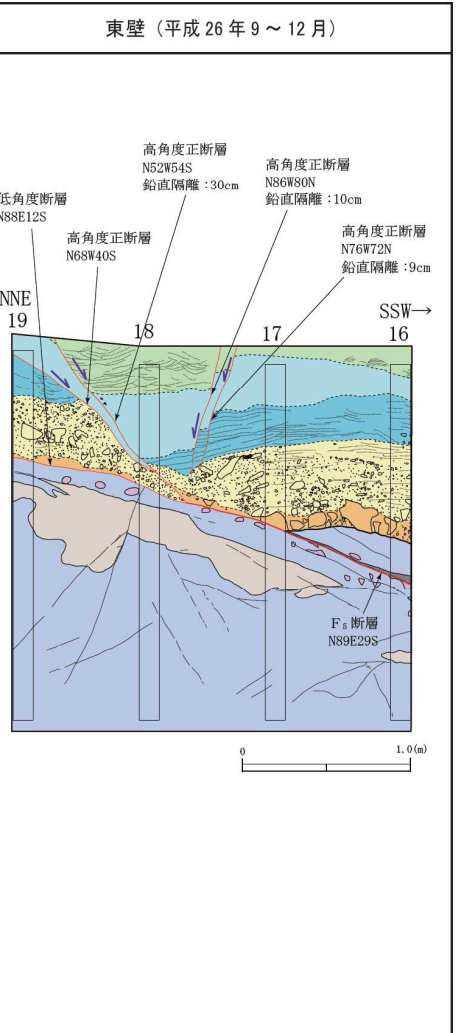 東壁（平成26年9～12月）
高角度正断層
N52W54S
鉛直隔離：30cm
高角度正断層
N86W80N
鉛直隔離：10cm
低角度断層
N88E12S
高角度正断層
N68W40S
高角度正断層
N76W72N
鉛直隔離：9cm
NNE
SSW→
19
18
17
16
F₅断層
N89E29S
0
1.0(m)